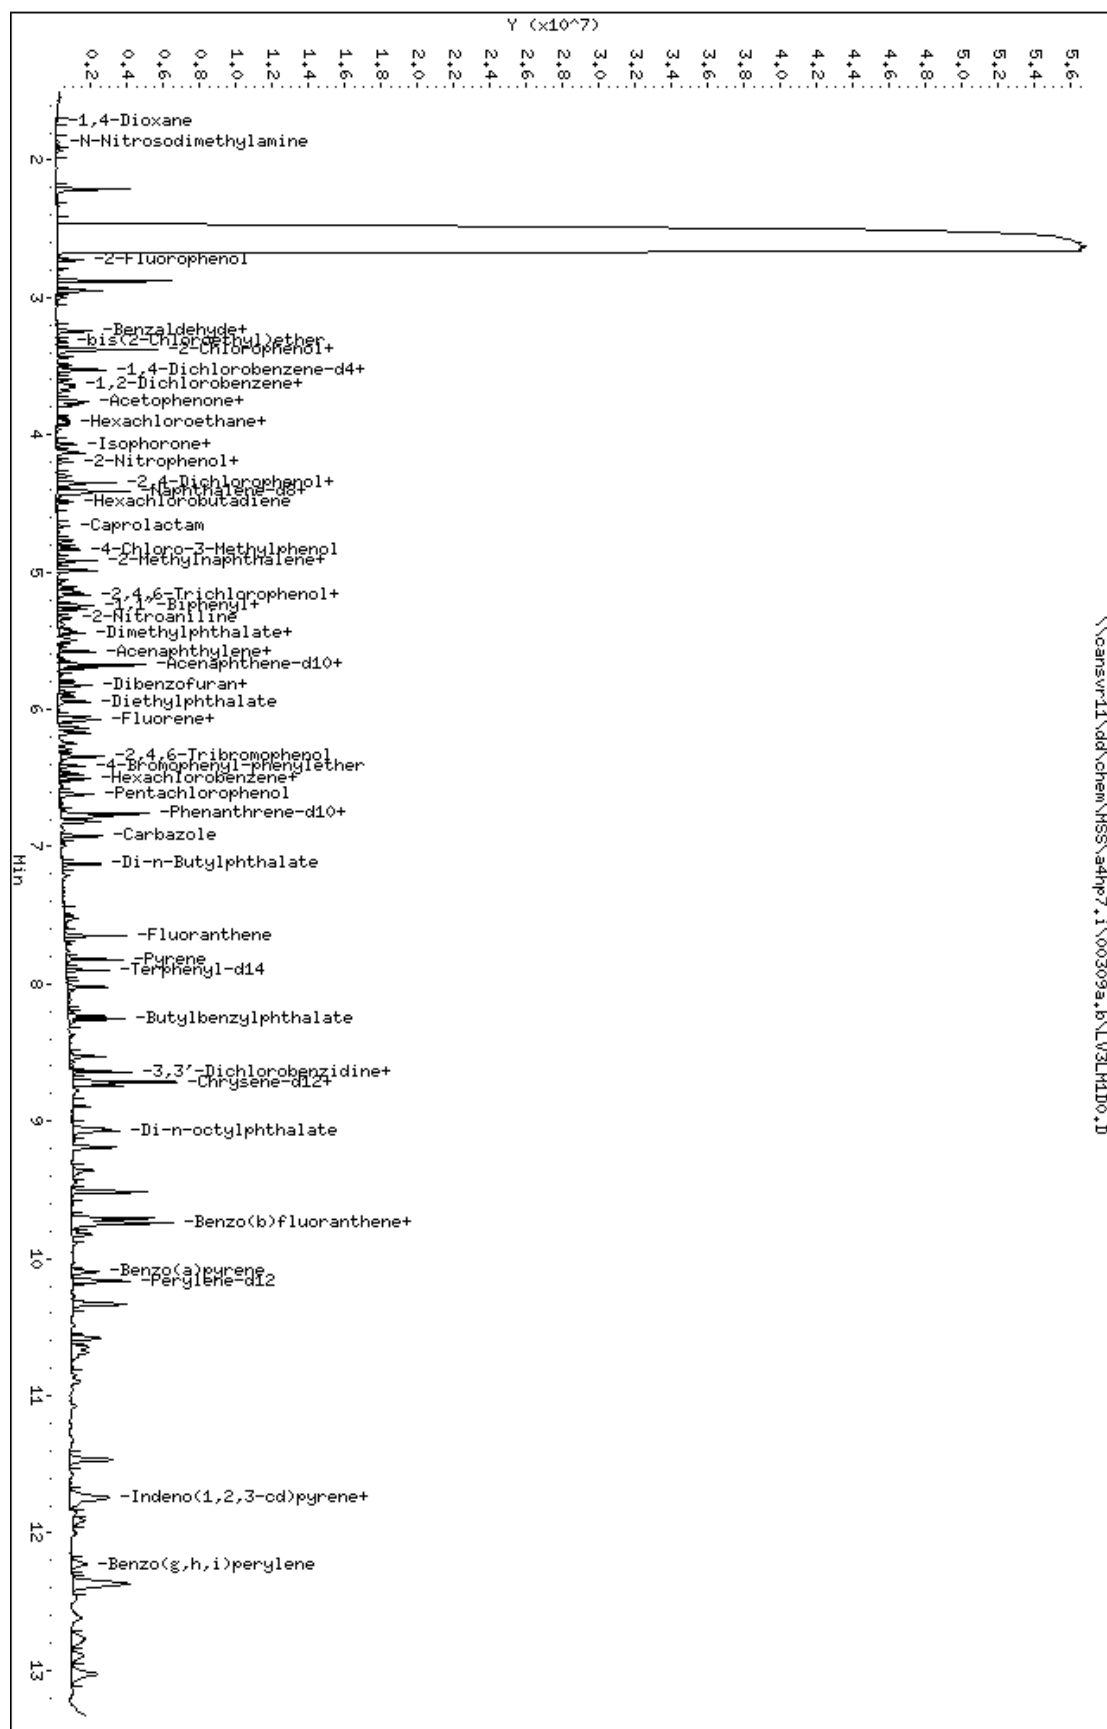 Y (x10^7)
0.2
0.4
0.6
0.8
1.0
1.2
1.4
1.6
1.8
2.0
2.2
2.4
2.6
2.8
3.0
3.2
3.4
3.6
3.8
4.0
4.2
4.4
4.6
4.8
5.0
5.2
5.4
5.6
-1,4-Dioxane
-N-Nitrosodimethylamine
2
-2-Fluorophenol
3
-Benzaldehyde+
-bis(2-Chloroethyl)ether
-2-Chlorophenol+
-1,4-Dichlorobenzene-d4+
-1,2-Dichlorobenzene+
-Acetophenone+
-Hexachloroethane+
4
-Isophorone+
-2-Nitrophenol+
-2,4-Dichlorophenol+
-Naphthalene-d8+
-Hexachlorobutadiene
-Caprolactam
-4-Chloro-3-Methylphenol
-2-Methylnaphthalene+
5
-2,4,6-Trichlorophenol+
-1,1'-Biphenyl+
-2-Nitroaniline
-Dimethylphthalate+
-Acenaphthylene+
-Acenaphthene-d10+
-Dibenzofuran+
-Diethylphthalate
6
-Fluorene+
-2,4,6-Tribromophenol
-4-Bromophenyl-phenylether
-Hexachlorobenzene+
-Pentachlorophenol
-Phenanthrene-d10+
-Carbazole
7
-Di-n-Butylphthalate
Min
-Fluoranthene
-Pyrene
-Terphenyl-d14
8
-Butylbenzylphthalate
-3,3'-Dichlorobenzidine+
-Chrysene-d12+
9
-Di-n-octylphthalate
-Benzo(b)fluoranthene+
10
-Benzo(a)pyrene
-Perylene-d12
11
-Indeno(1,2,3-cd)pyrene+
12
-Benzo(g,h,i)perylene
13
\\cansvr11\dd\chem\MSS\a4hp7.i\00309a.b\LV3LM1D0.D